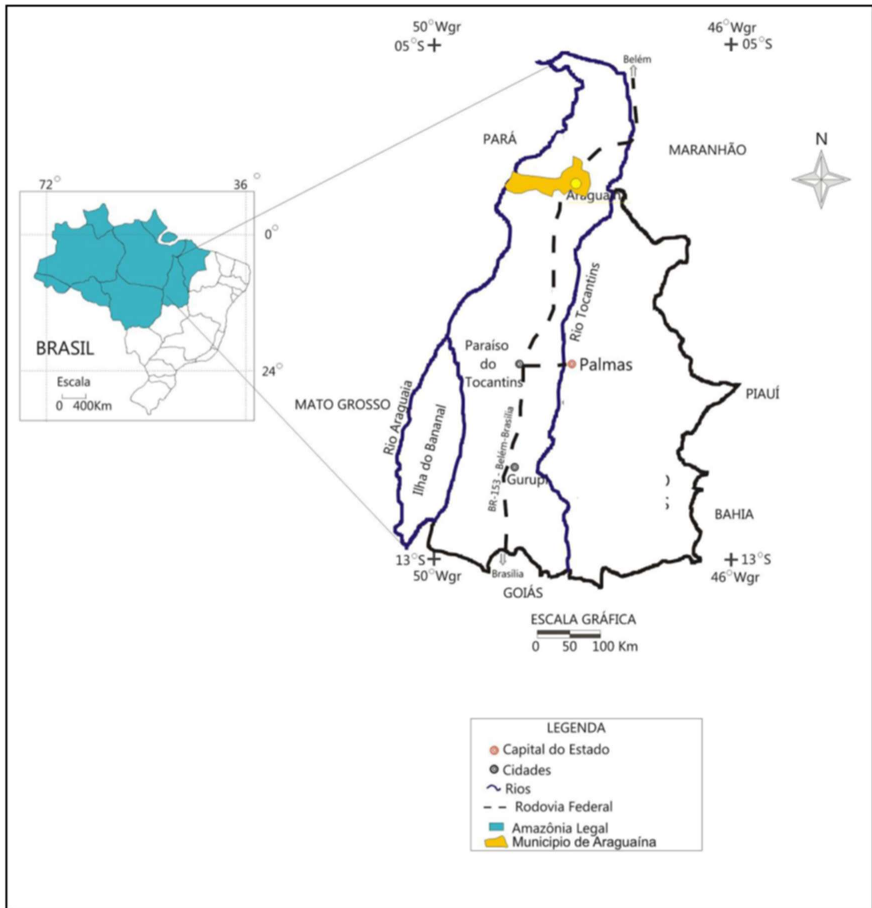 50°Wgr
05°S
46°Wgr
05°S
Belém
PARÁ
MARANHÃO
N
Araguaína
72°
36°
0°
24°
BRASIL
Escala
0 400Km
Rio Tocantins
Paraíso
do
Tocantins
Palmas
MATO GROSSO
PIAUÍ
Rio Araguaia
Ilha do Bananal
BR-153 - Belém-Brasilia
Gurupi
BAHIA
13°S
50°Wgr
13°S
46°Wgr
Brasilia
GOIÁS
ESCALA GRÁFICA
0 50 100 Km
LEGENDA
Capital do Estado
Cidades
Rios
Rodovia Federal
Amazônia Legal
Municipio de Araguaína